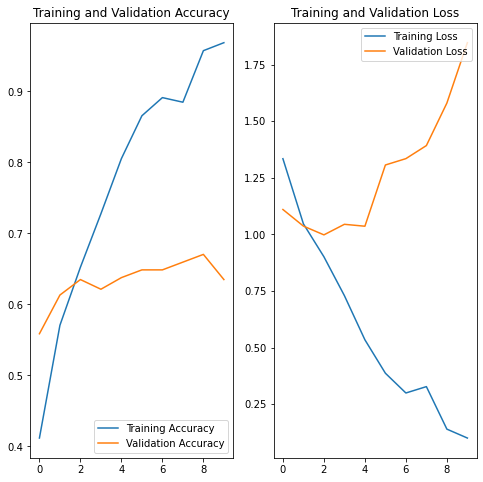 Training and Validation Accuracy
0.9
0.8
0.7
0.6
0.5
0.4
0 2 4 6 8
Training Accuracy
Validation Accuracy
Training and Validation Loss
1.75
1.50
1.25
1.00
0.75
0.50
0.25
0 2 4 6 8
Training Loss
Validation Loss